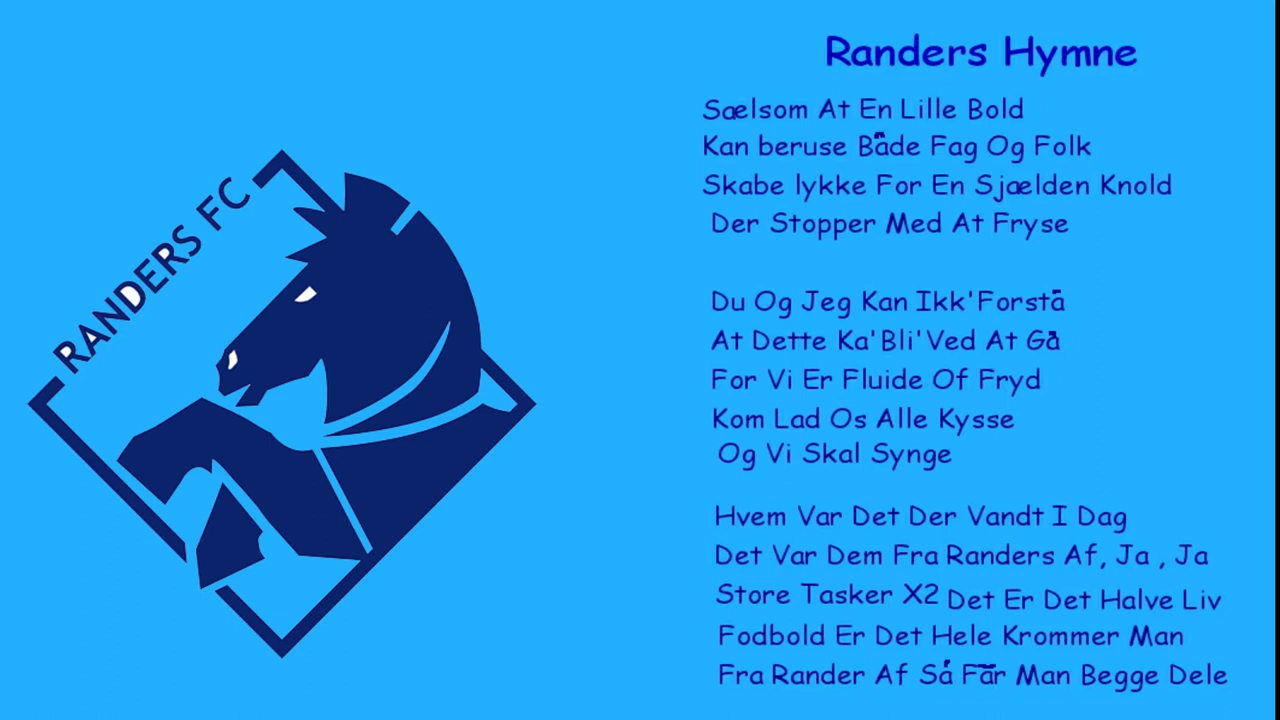 RANDERS FC
Randers Hymne
Sælsom At En Lille Bold
Kan beruse Både Fag Og Folk
Skabe lykke For En Sjælden Knold
Der Stopper Med At Fryse
Du Og Jeg Kan Ikk'Forstå
At Dette Ka'Bli'Ved At Gå
For Vi Er Fluide Of Fryd
Kom Lad Os Alle Kysse
Og Vi Skal Synge
Hvem Var Det Der Vandt I Dag
Det Var Dem Fra Randers Af, Ja , Ja
Store Tasker X2 Det Er Det Halve Liv
Fodbold Er Det Hele Krommer Man
Fra Rander Af Så Får Man Begge Dele